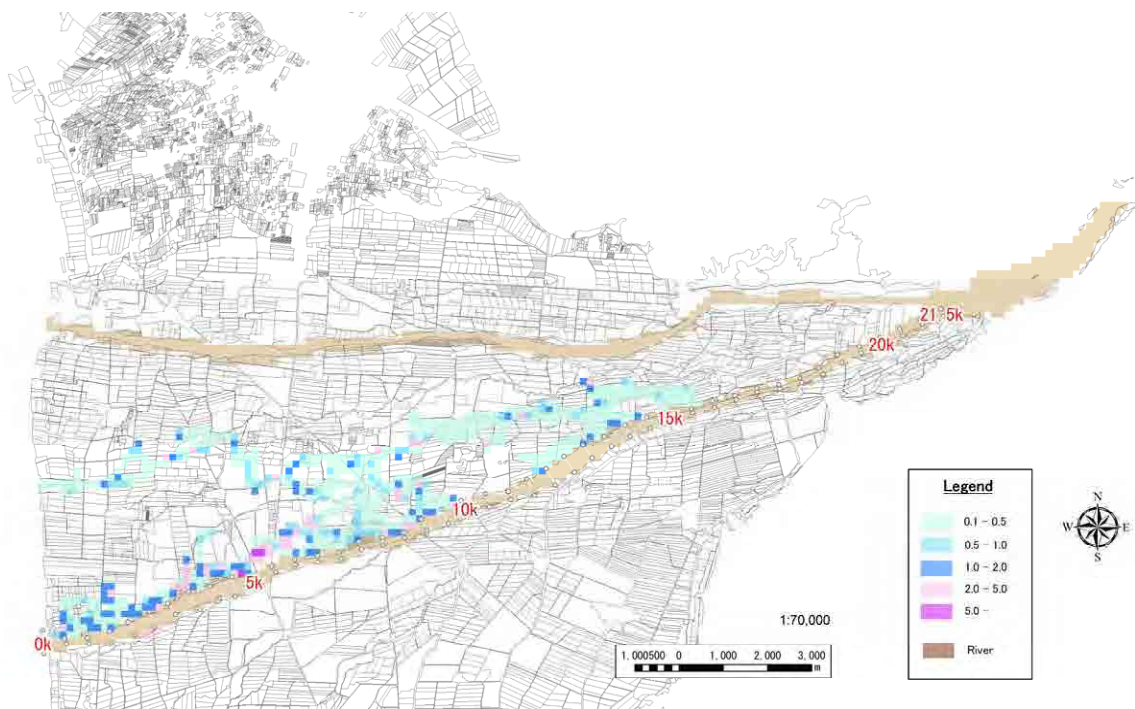 21.5k
20k
15k
10k
5k
0k
Legend
0.1 - 0.5
0.5 - 1.0
1.0 - 2.0
2.0 - 5.0
5.0 -
River
N
W
E
S
1:70,000
1,000500 0 1,000 2,000 3,000
m